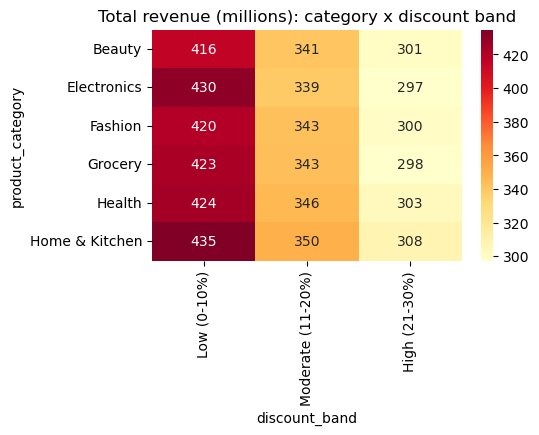 Total revenue (millions): category x discount band
product_category
Beauty 416 341 301
Electronics 430 339 297
Fashion 420 343 300
Grocery 423 343 298
Health 424 346 303
Home & Kitchen 435 350 308
Low (0-10%)
Moderate (11-20%)
High (21-30%)
discount_band
420
400
380
360
340
320
300